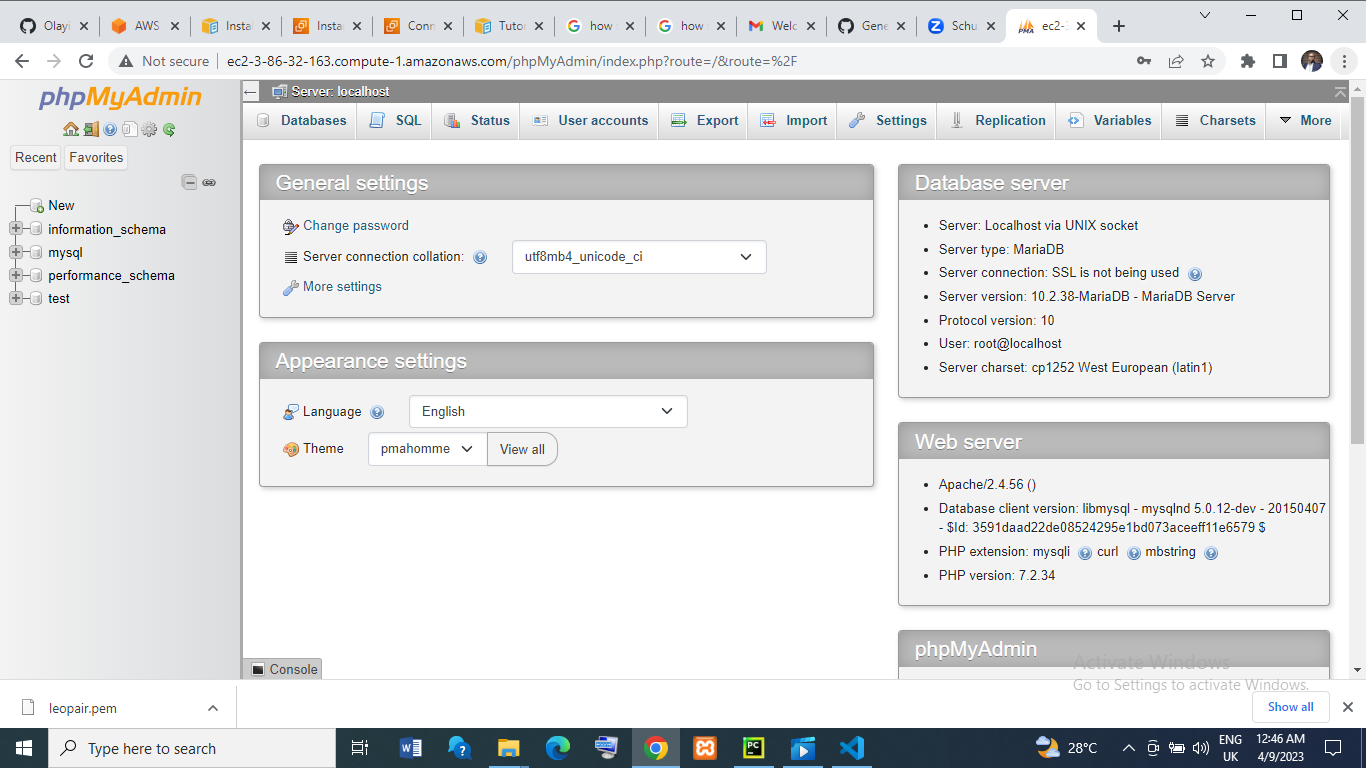 Olayi
AWS
Instal
Instan
Conn
Tutor
how
how
Welc
Gene
Schu
ec2-3
Not secure
ec2-3-86-32-163.compute-1.amazonaws.com/phpMyAdmin/index.php?route=/&route=%2F
phpMyAdmin
Server: localhost
Databases SQL Status User accounts Export Import Settings Replication Variables Charsets More
Recent Favorites
New
information_schema
mysql
performance_schema
test
General settings
Change password
Server connection collation: utf8mb4_unicode_ci
More settings
Appearance settings
Language English
Theme pmahomme View all
Database server
Server: Localhost via UNIX socket
Server type: MariaDB
Server connection: SSL is not being used
Server version: 10.2.38-MariaDB - MariaDB Server
Protocol version: 10
User: root@localhost
Server charset: cp1252 West European (latin1)
Web server
Apache/2.4.56 ()
Database client version: libmysql - mysqlnd 5.0.12-dev - 20150407
- $Id: 3591daad22de08524295e1bd073aceeff11e6579 $
PHP extension: mysqli curl mbstring
PHP version: 7.2.34
phpMyAdmin
Console
Activate Windows
Go to Settings to activate Windows.
leopair.pem
Show all
Type here to search
28°C
ENG
UK
12:46 AM
4/9/2023